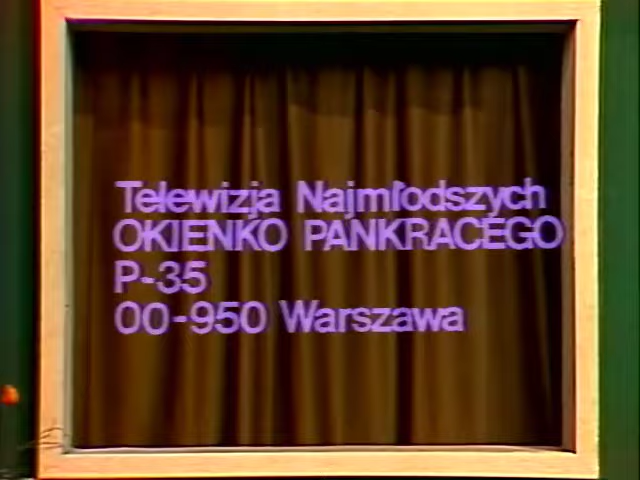 Telewizja Najmłodszych
OKIENKO PANKRACEGO
P-35
00-950 Warszawa